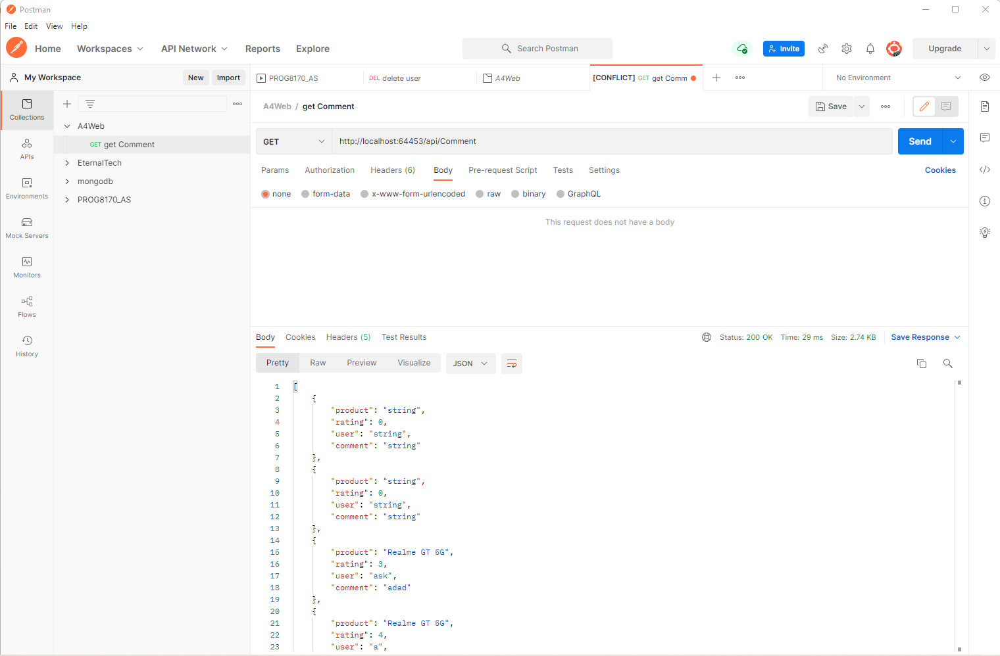 Postman
File Edit View Help
Home Workspaces API Network Reports Explore Search Postman Invite Upgrade
My Workspace New Import PROG8170_AS DEL delete user A4Web [CONFLICT] GET get Comm No Environment
A4Web / get Comment Save
Collections
APIs
Environments
Mock Servers
Monitors
Flows
History
A4Web
GET get Comment
EternalTech
mongodb
PROG8170_AS
GET http://localhost:64453/api/Comment Send
Params Authorization Headers (6) Body Pre-request Script Tests Settings Cookies
none form-data x-www-form-urlencoded raw binary GraphQL
This request does not have a body
Body Cookies Headers (5) Test Results Status: 200 OK Time: 29 ms Size: 2.74 KB Save Response
Pretty Raw Preview Visualize JSON
1 [
2 {
3 "product": "string",
4 "rating": 0,
5 "user": "string",
6 "comment": "string"
7 },
8 {
9 "product": "string",
10 "rating": 0,
11 "user": "string",
12 "comment": "string"
13 },
14 {
15 "product": "Realme GT 5G",
16 "rating": 3,
17 "user": "ask",
18 "comment": "adad"
19 },
20 {
21 "product": "Realme GT 5G",
22 "rating": 4,
23 "user": "a",